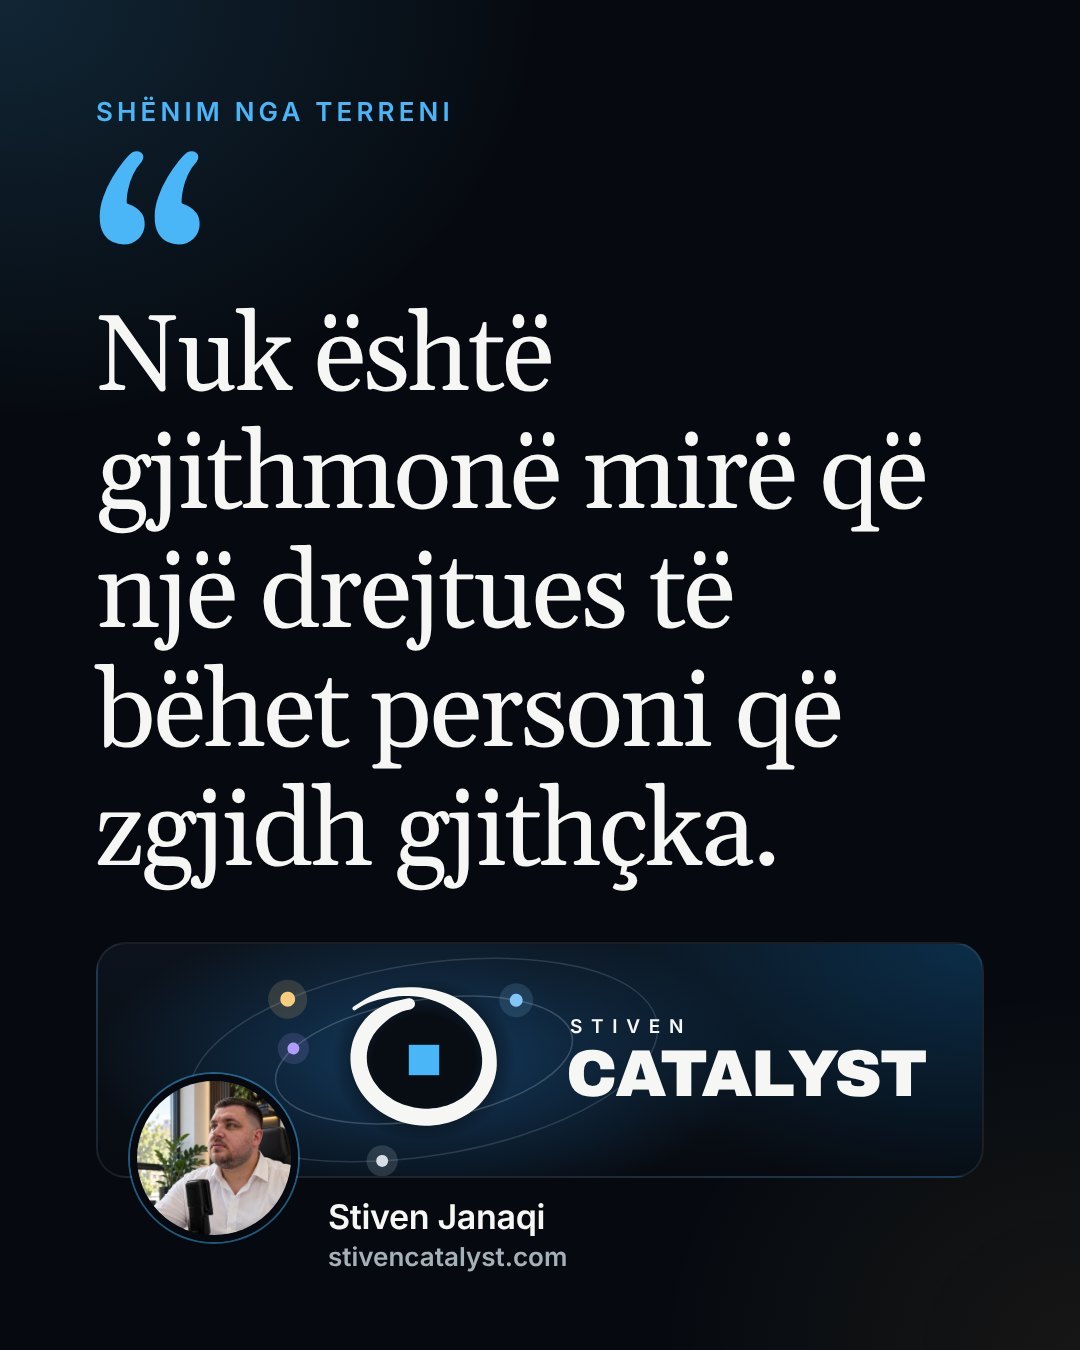 SHËNIM NGA TERRENI
“
Nuk është
gjithmonë mirë që
një drejtues të
bëhet personi që
zgjidh gjithçka.
STIVEN
CATALYST
Stiven Janaqi
stivencatalyst.com